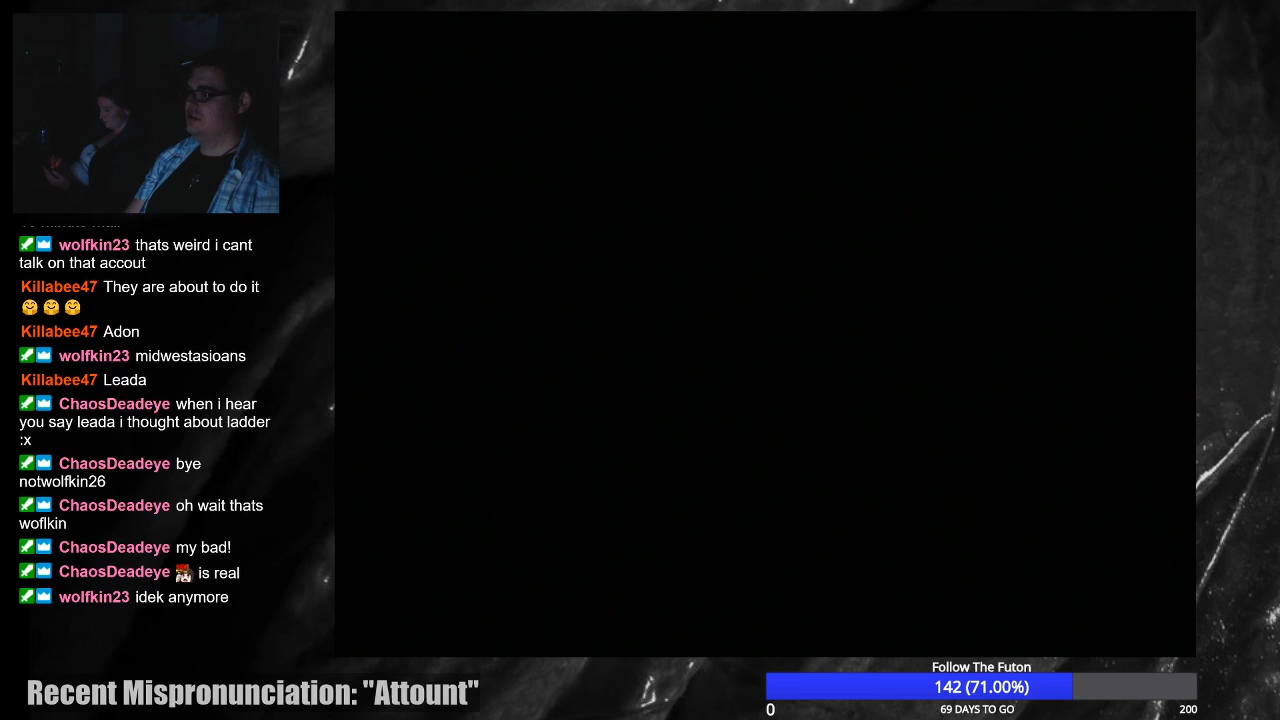 wolfkin23 thats weird i cant
talk on that accout
Killabee47 They are about to do it
🤗 🤗 🤗
Killabee47 Adon
wolfkin23 midwestasioans
Killabee47 Leada
ChaosDeadeye when i hear
you say leada i thought about ladder
:x
ChaosDeadeye bye
notwolfkin26
ChaosDeadeye oh wait thats
woflkin
ChaosDeadeye my bad!
ChaosDeadeye is real
wolfkin23 idek anymore
Recent Mispronunciation: "Attount"
Follow The Futon
142 (71.00%)
0 69 DAYS TO GO 200